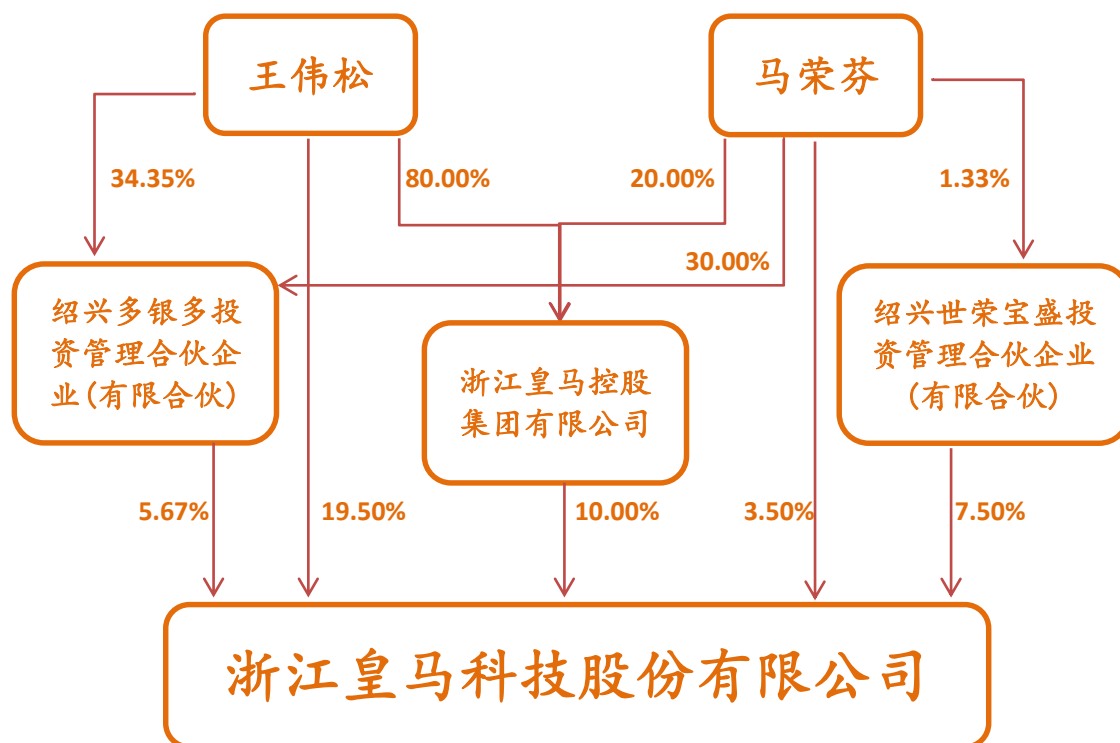 王伟松
马荣芬
34.35%
80.00%
20.00%
1.33%
30.00%
绍兴多银多投
资管理合伙企
业(有限合伙)
浙江皇马控股
集团有限公司
绍兴世荣宝盛投
资管理合伙企业
(有限合伙)
5.67%
19.50%
10.00%
3.50%
7.50%
浙江皇马科技股份有限公司